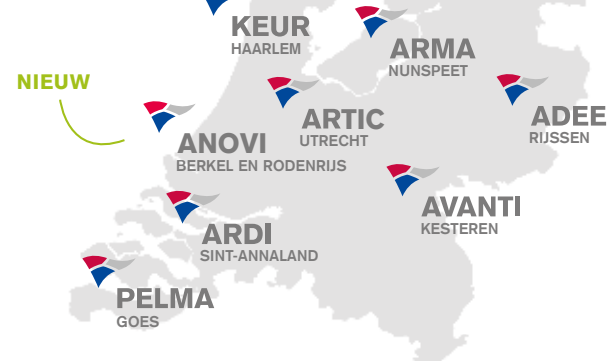 KEUR
HAARLEM
ARMA
NUNSPEET
NIEUW
ARTIC
UTRECHT
ADEE
RIJSSEN
ANOVI
BERKEL EN RODENRIJS
AVANTI
KESTEREN
ARDI
SINT-ANNALAND
PELMA
GOES